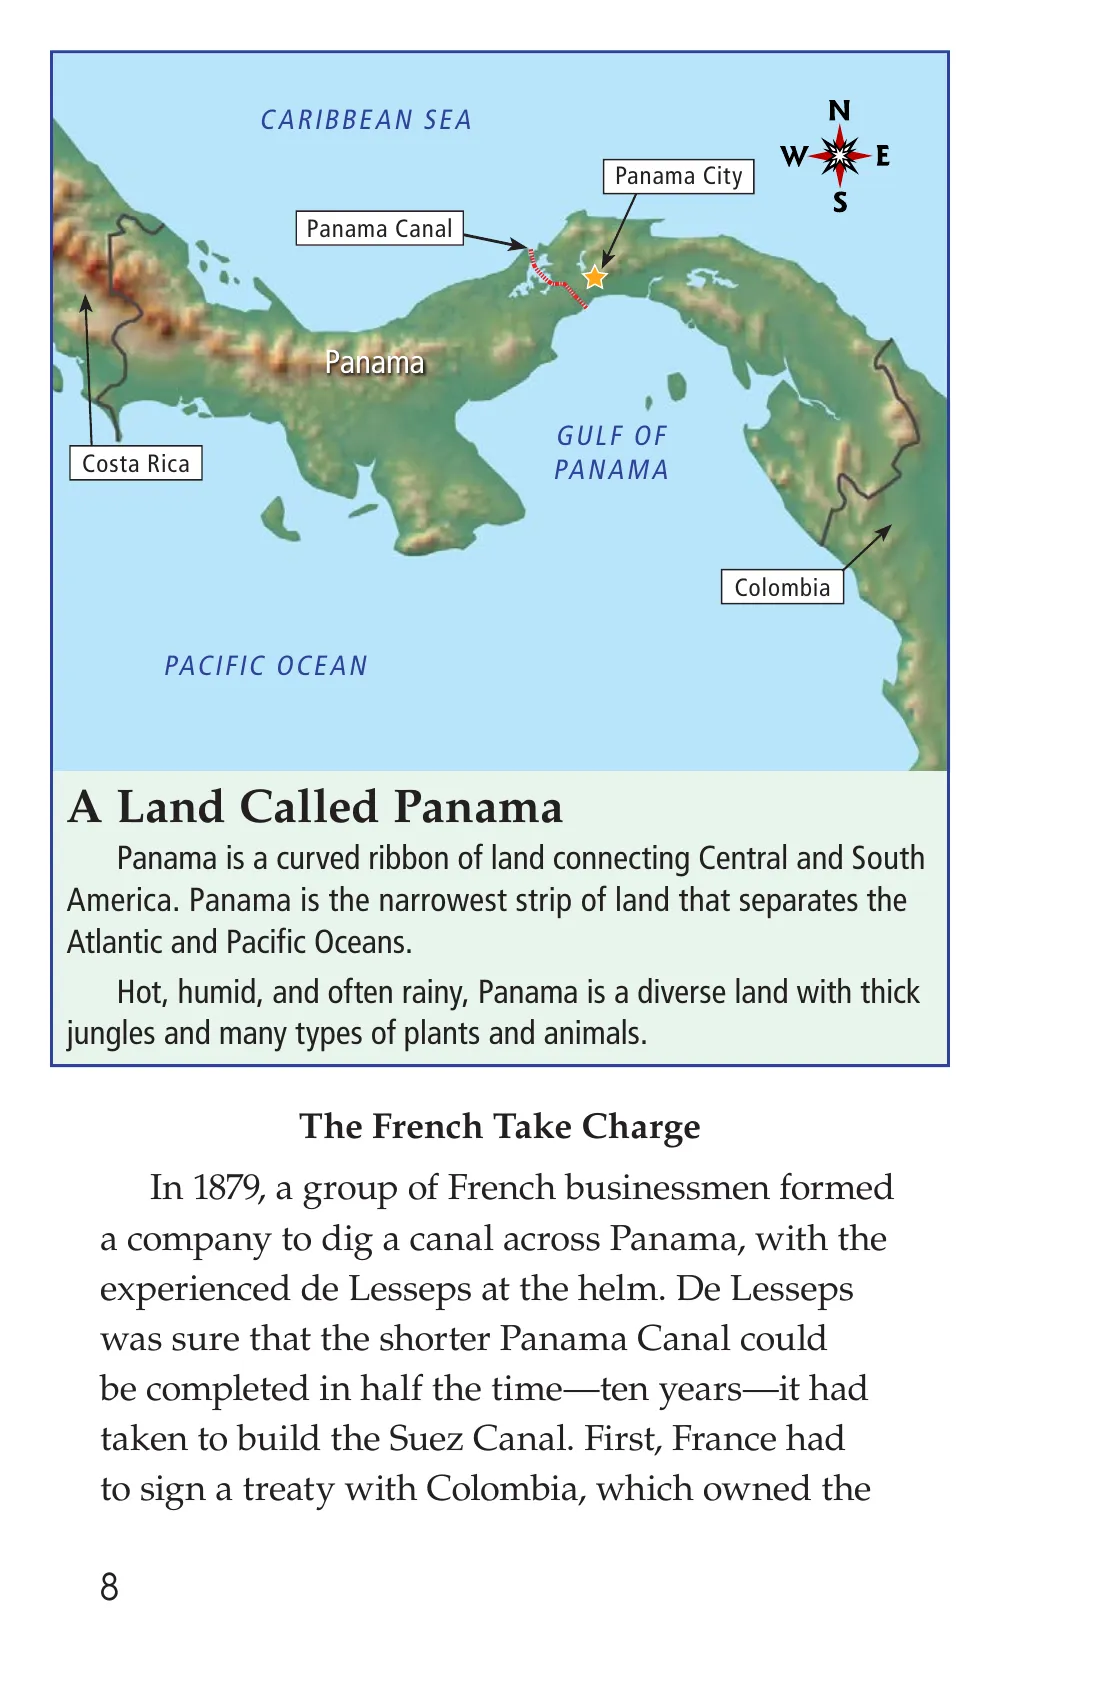 CARIBBEAN SEA
N
W
E
S
Panama City
Panama Canal
Panama
Costa Rica
GULF OF
PANAMA
Colombia
PACIFIC OCEAN
A Land Called Panama
Panama is a curved ribbon of land connecting Central and South
America. Panama is the narrowest strip of land that separates the
Atlantic and Pacific Oceans.
Hot, humid, and often rainy, Panama is a diverse land with thick
jungles and many types of plants and animals.
The French Take Charge
In 1879, a group of French businessmen formed
a company to dig a canal across Panama, with the
experienced de Lesseps at the helm. De Lesseps
was sure that the shorter Panama Canal could
be completed in half the time—ten years—it had
taken to build the Suez Canal. First, France had
to sign a treaty with Colombia, which owned the
8